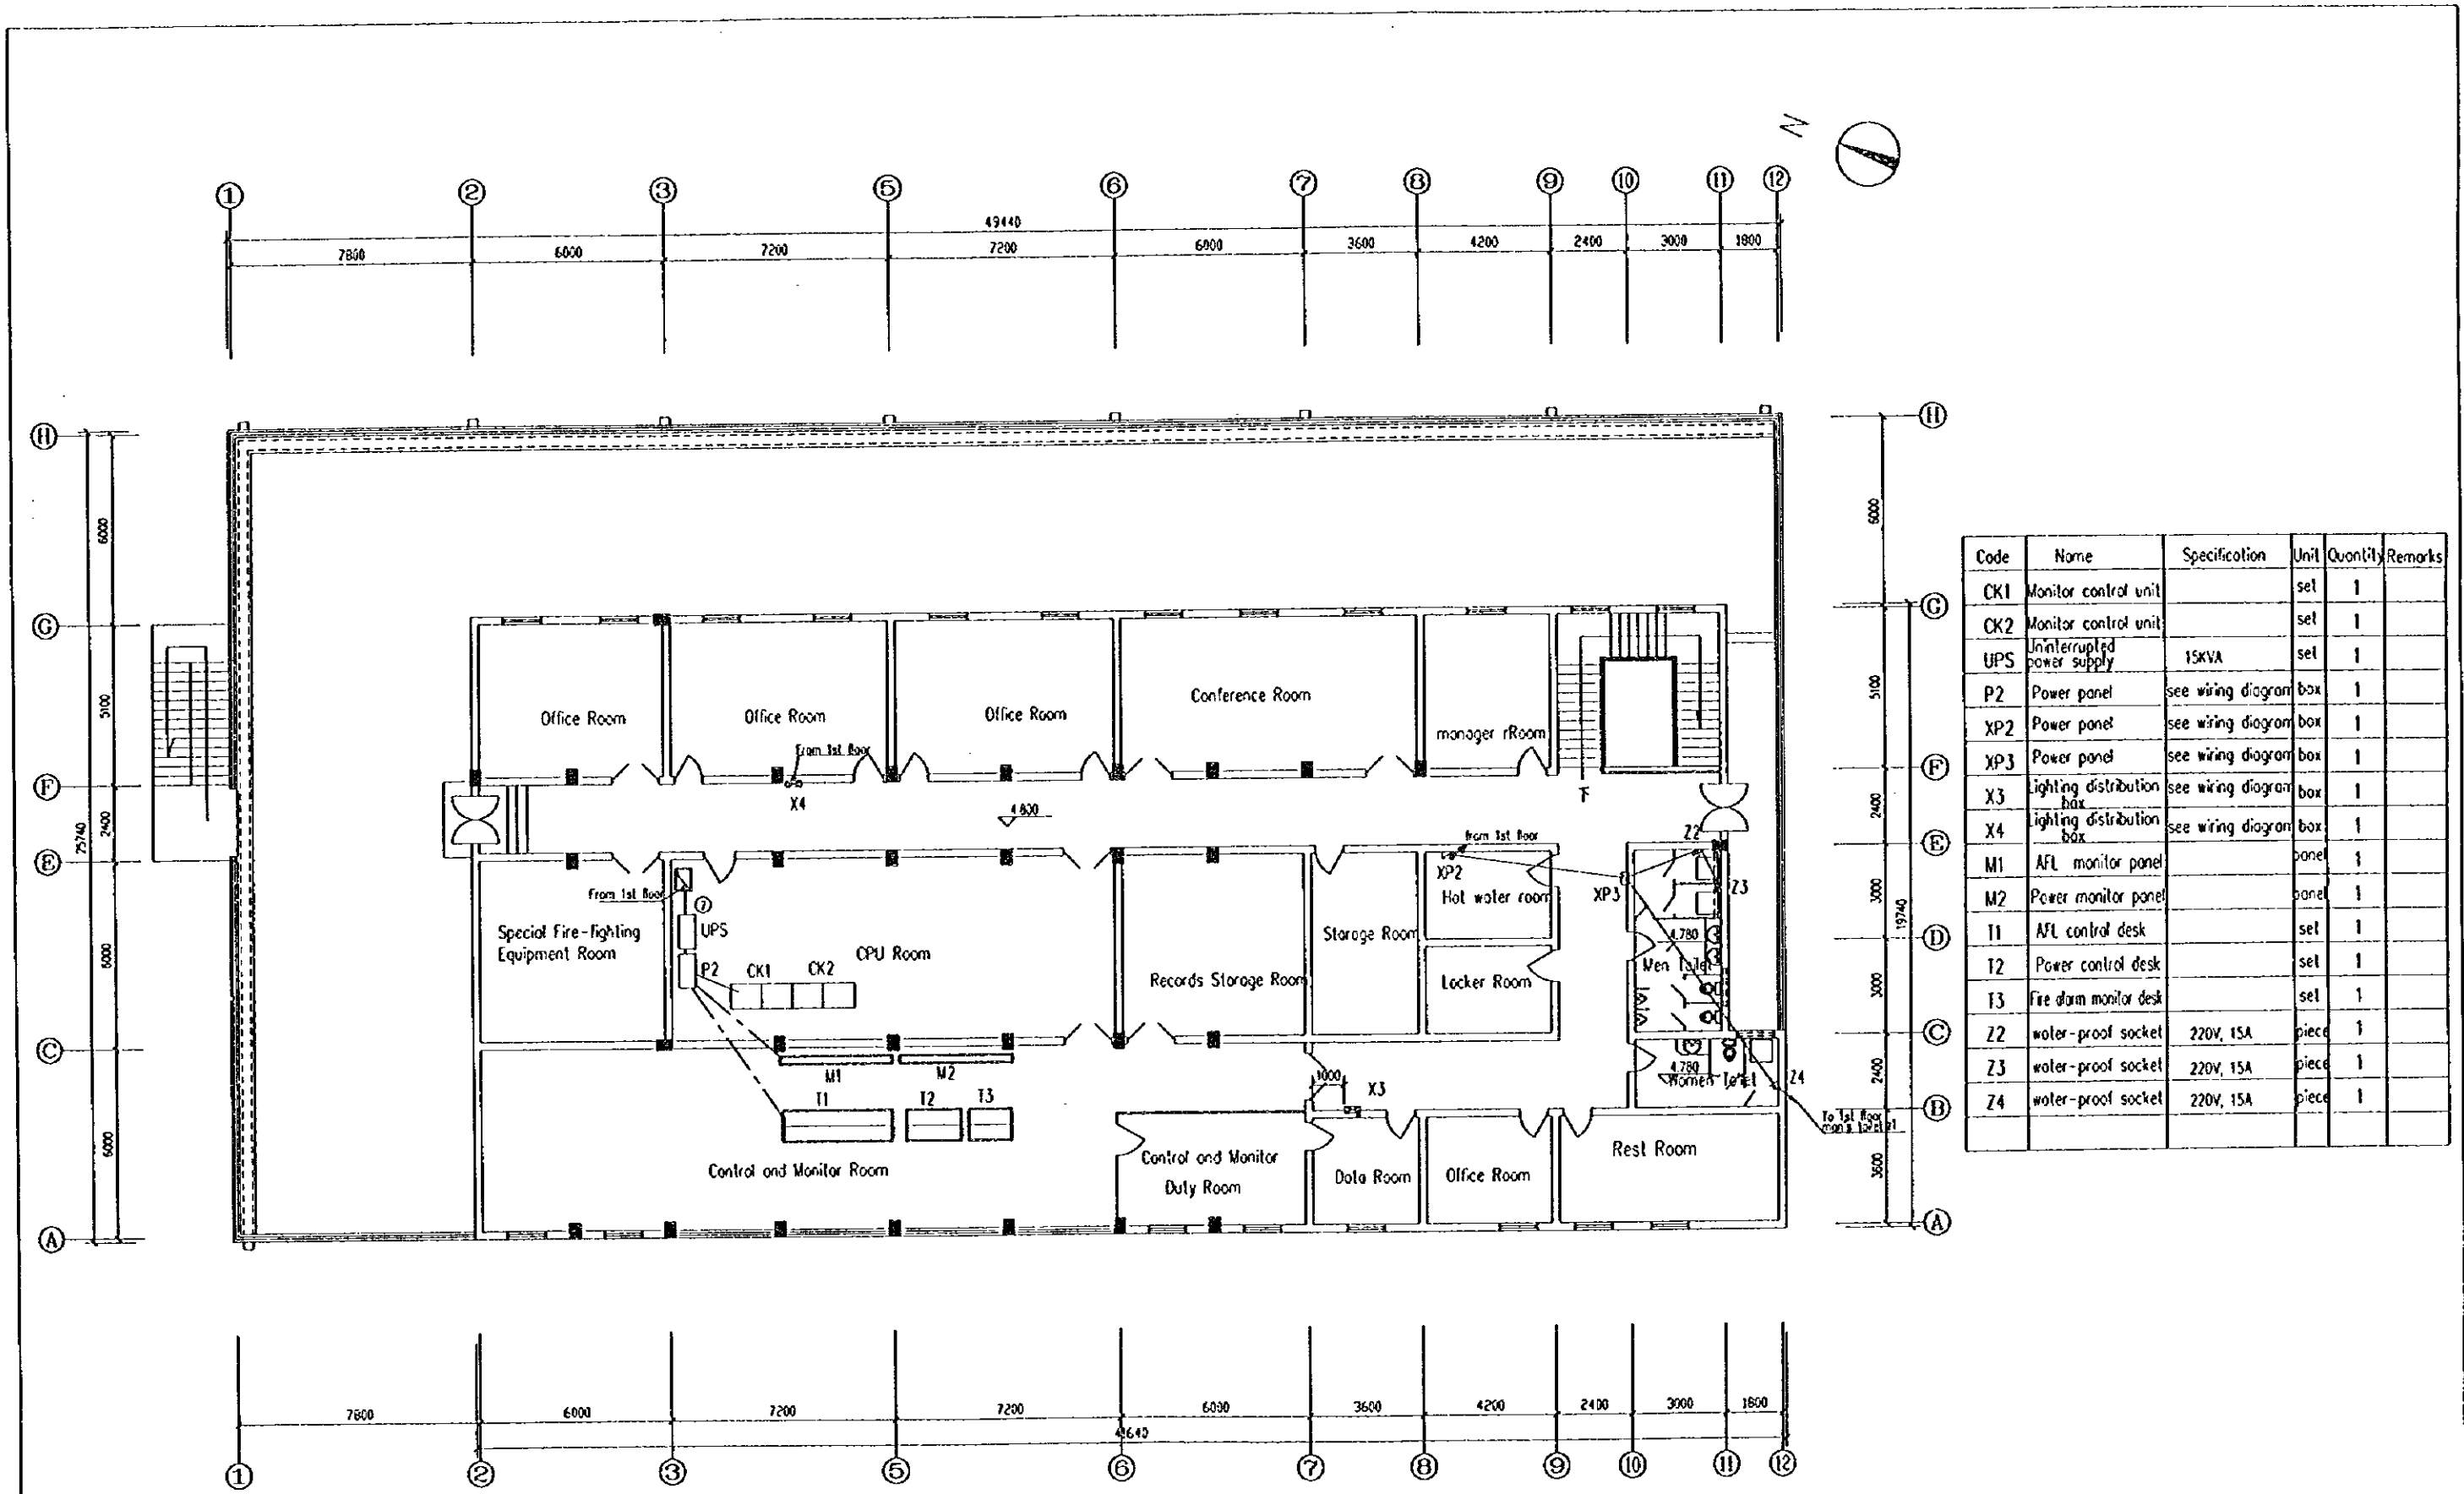 N
① ② ③ ⑤ ⑥ ⑦ ⑧ ⑨ ⑩ ⑪ ⑫
49440
7800 6000 7200 7200 6000 3600 4200 2400 3000 1800
H H
6000 6000
G G
5100 5100
Office Room Office Room Office Room Conference Room manager rRoom
From 1st floor
X4
4.800
F F
2400 2400
25740
E E
From 1st floor
UPS
P2 CK1 CK2
Special Fire-fighting
Equipment Room
CPU Room
Records Storage Room
Storage Room
from 1st floor
XP2
Hot water room
Locker Room
XP3
Z2
Z3
4.780
Men Toilet
3000
19740
D
6000 3000
C C
M1 M2
T1 T2 T3
1000
X3
4.780
Women Toilet
Z4
2400
B
To 1st floor
6000
Control and Monitor Room
Control and Monitor
Duty Room
Data Room
Office Room
Rest Room
3600
A A
7800 6000 7200 7200 6000 3600 4200 2400 3000 1800
41640
① ② ③ ⑤ ⑥ ⑦ ⑧ ⑨ ⑩ ⑪ ⑫
Code Name Specification Unit Quantity Remarks
CK1 Monitor control unit set 1
CK2 Monitor control unit set 1
UPS Uninterrupted power supply 15KVA set 1
P2 Power panel see wiring diagram box 1
XP2 Power panel see wiring diagram box 1
XP3 Power panel see wiring diagram box 1
X3 Lighting distribution box see wiring diagram box 1
X4 Lighting distribution box see wiring diagram box 1
M1 AFL monitor panel panel 1
M2 Power monitor panel panel 1
T1 AFL control desk set 1
T2 Power control desk set 1
T3 Fire alarm monitor desk set 1
Z2 water-proof socket 220V, 15A piece 1
Z3 water-proof socket 220V, 15A piece 1
Z4 water-proof socket 220V, 15A piece 1